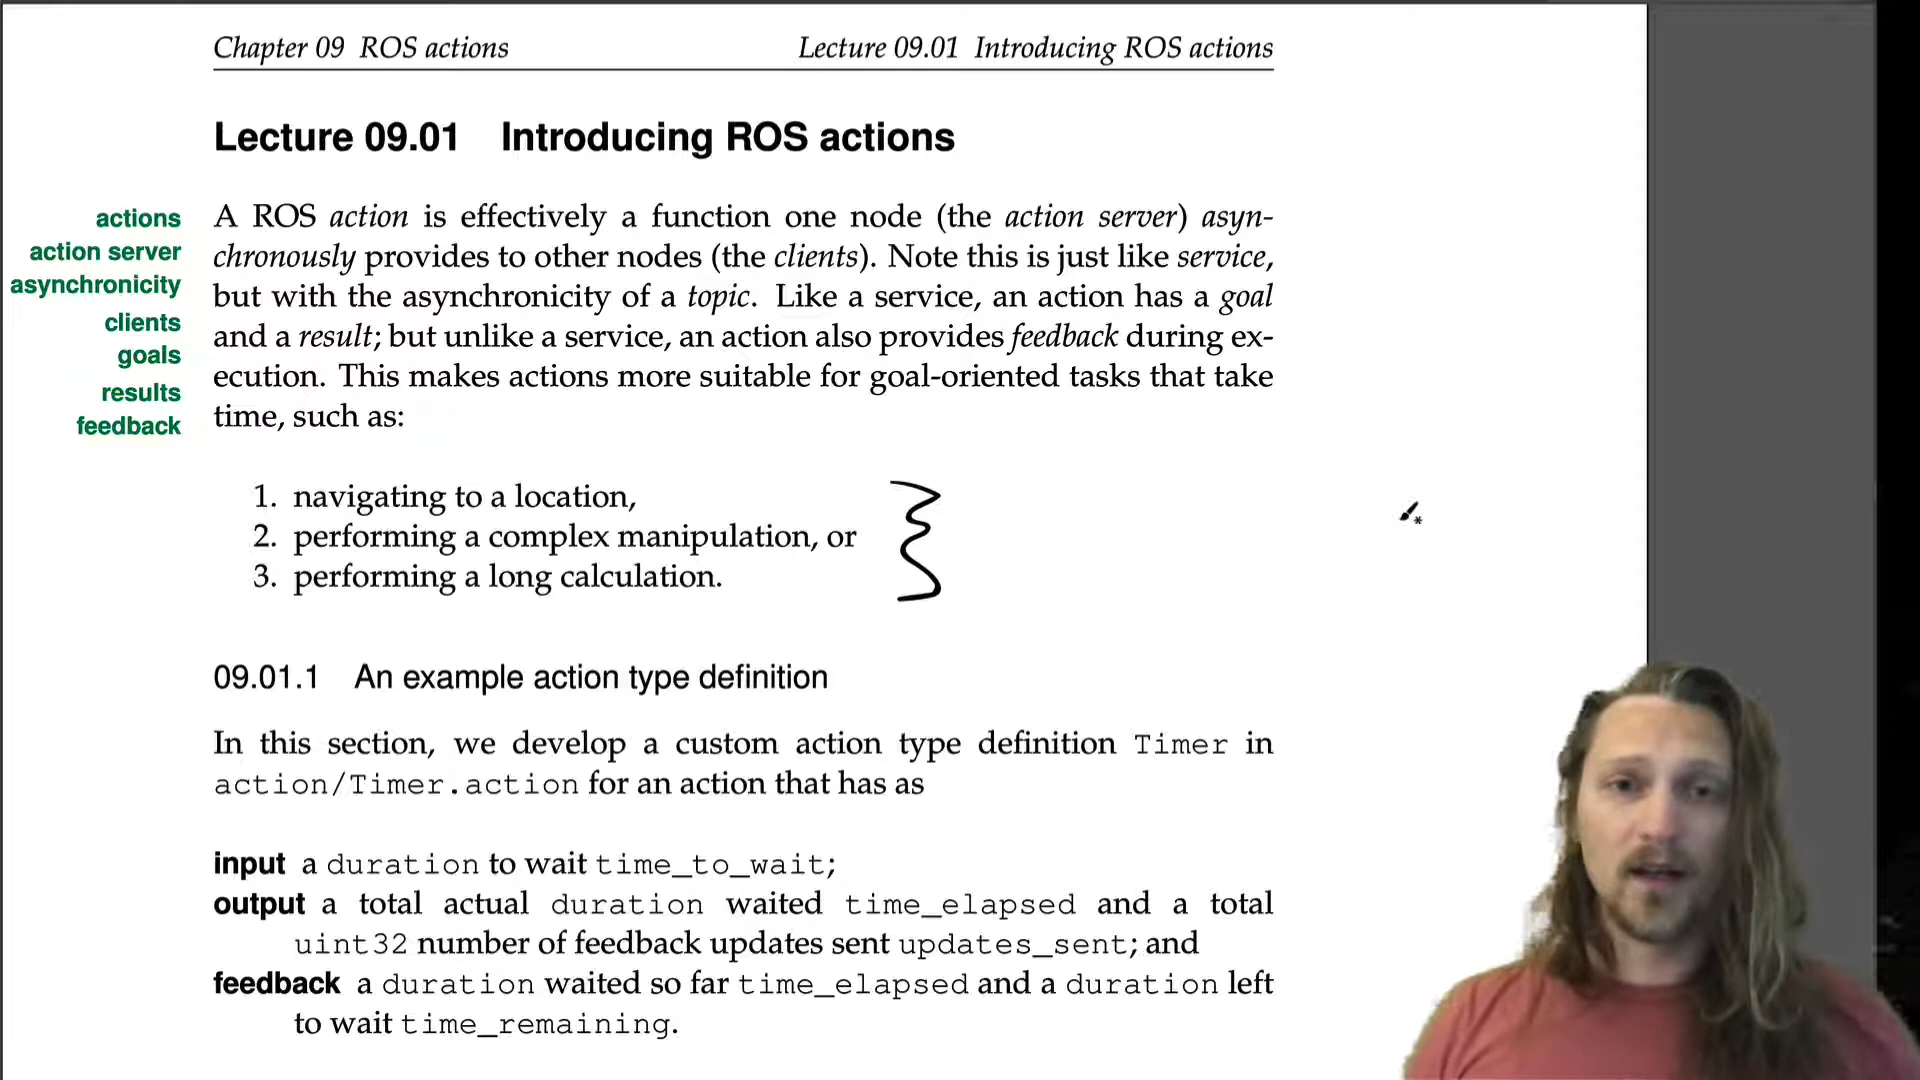 Chapter 09 ROS actions
Lecture 09.01 Introducing ROS actions
Lecture 09.01 Introducing ROS actions
actions
action server
asynchronicity
clients
goals
results
feedback
A ROS action is effectively a function one node (the action server) asyn-
chronously provides to other nodes (the clients). Note this is just like service,
but with the asynchronicity of a topic. Like a service, an action has a goal
and a result; but unlike a service, an action also provides feedback during ex-
ecution. This makes actions more suitable for goal-oriented tasks that take
time, such as:
1. navigating to a location,
2. performing a complex manipulation, or
3. performing a long calculation.
09.01.1 An example action type definition
In this section, we develop a custom action type definition Timer in
action/Timer.action for an action that has as
input a duration to wait time_to_wait;
output a total actual duration waited time_elapsed and a total
uint32 number of feedback updates sent updates_sent; and
feedback a duration waited so far time_elapsed and a duration left
to wait time_remaining.